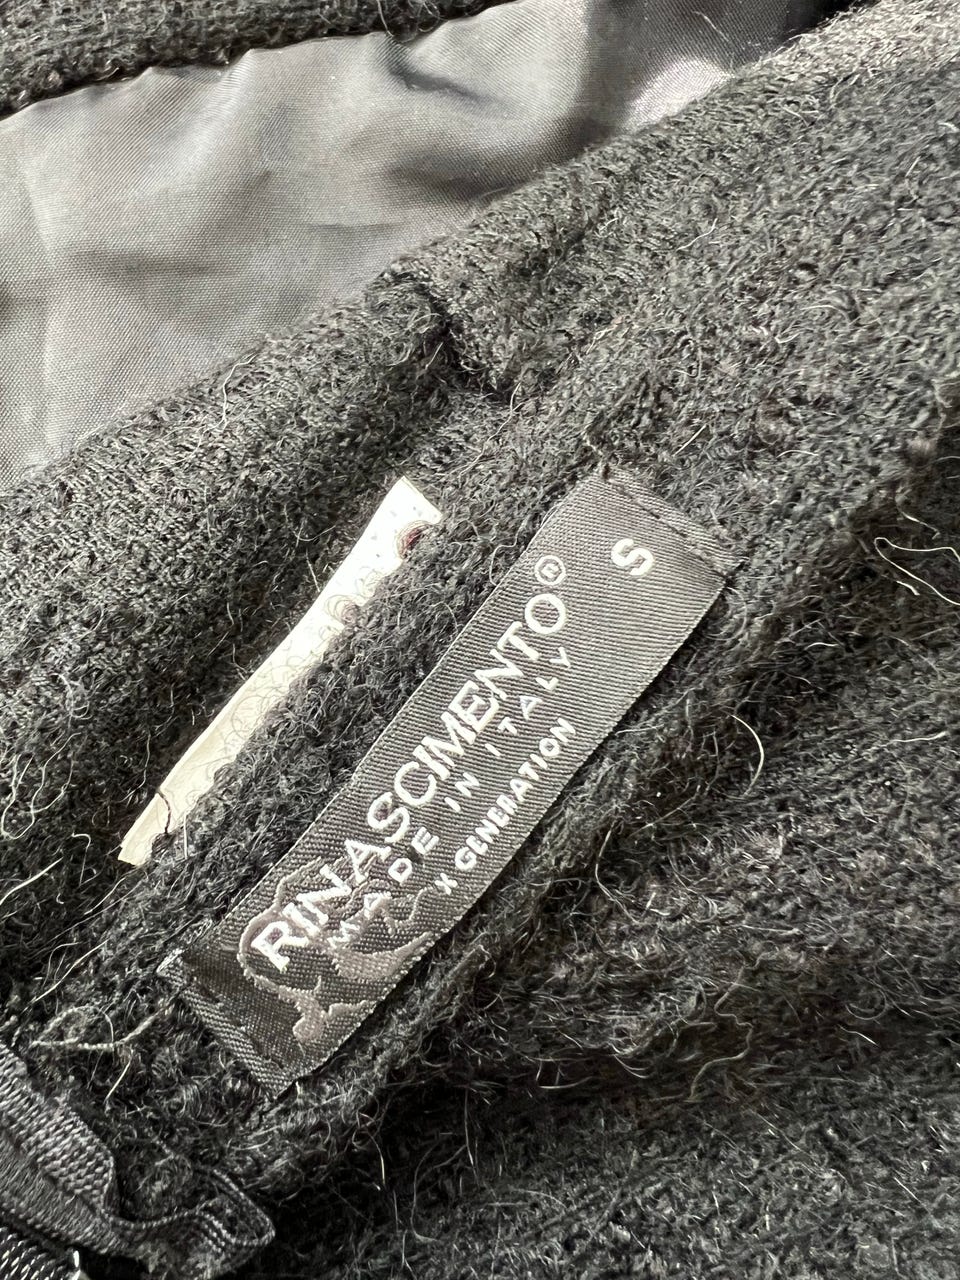 RINASCIMENTO®
MADE IN ITALY
X GENERATION
S